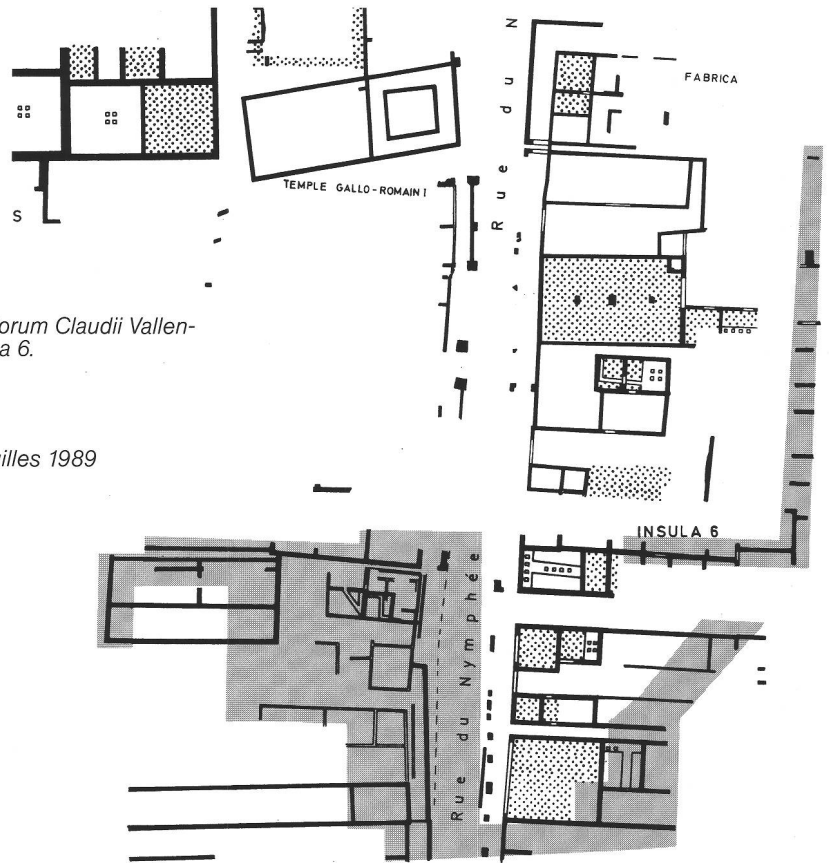 FABRICA
Rue du N
TEMPLE GALLO-ROMAIN I
S
orum Claudii Vallen-
a 6.
illes 1989
INSULA 6
Rue du Nymphée